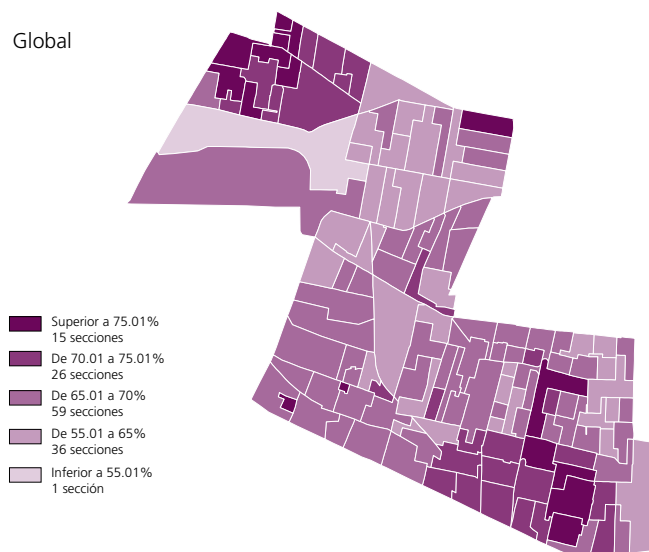 Global
Superior a 75.01%
15 secciones
De 70.01 a 75.01%
26 secciones
De 65.01 a 70%
59 secciones
De 55.01 a 65%
36 secciones
Inferior a 55.01%
1 sección